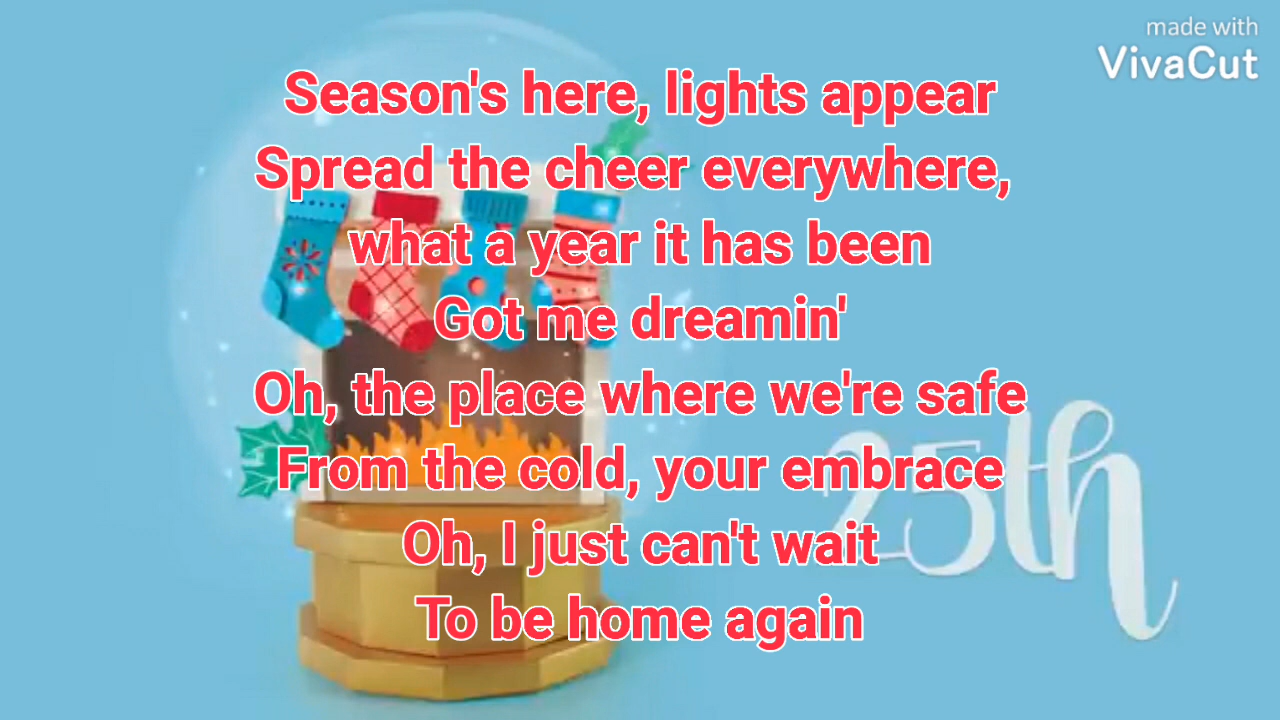 made with
VivaCut
Season's here, lights appear
Spread the cheer everywhere,
what a year it has been
Got me dreamin'
Oh, the place where we're safe
From the cold, your embrace
Oh, I just can't wait
To be home again
25th